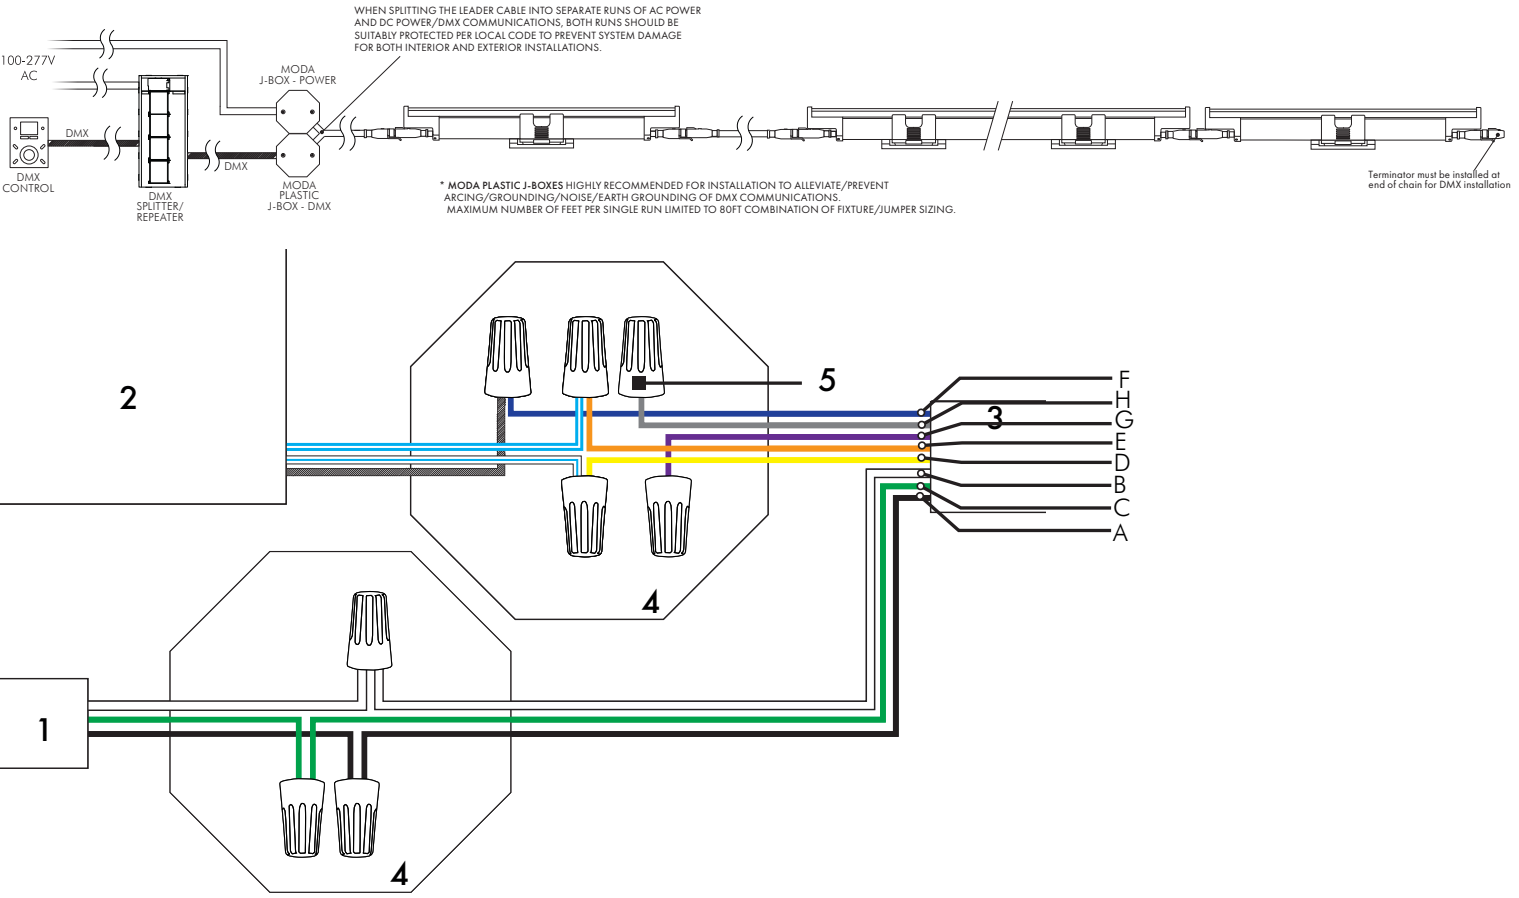 WHEN SPLITTING THE LEADER CABLE INTO SEPARATE RUNS OF AC POWER
AND DC POWER/DMX COMMUNICATIONS, BOTH RUNS SHOULD BE
SUITABLY PROTECTED PER LOCAL CODE TO PREVENT SYSTEM DAMAGE
FOR BOTH INTERIOR AND EXTERIOR INSTALLATIONS.
100-277V
AC
MODA
J-BOX - POWER
DMX
DMX
CONTROL
DMX
SPLITTER/
REPEATER
DMX
MODA
PLASTIC
J-BOX - DMX
* MODA PLASTIC J-BOXES HIGHLY RECOMMENDED FOR INSTALLATION TO ALLEVIATE/PREVENT
ARCING/GROUNDING/NOISE/EARTH GROUNDING OF DMX COMMUNICATIONS.
MAXIMUM NUMBER OF FEET PER SINGLE RUN LIMITED TO 80FT COMBINATION OF FIXTURE/JUMPER SIZING.
Terminator must be installed at
end of chain for DMX installation
2
5
3
F
H
G
E
D
B
C
A
4
1
4